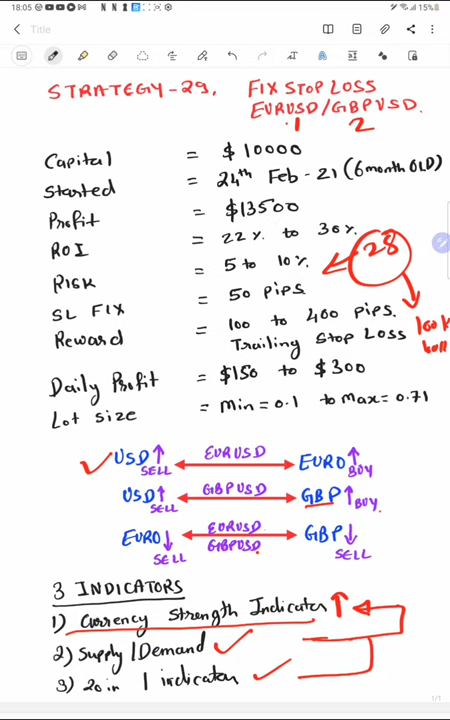 18:05
15%
Title
STRATEGY-29. FIX STOP LOSS
EURUSD/GBPUSD.
1 2
Capital = $10000
Started = 24th Feb-21 (6month OLD)
Profit = $13500
ROI = 22% to 30%
RISK = 5 to 10%
28
SL FIX = 50 pips
Reward = 100 to 400 pips.
Trailing Stop Loss
100k
Daily Profit = $150 to $300
Lot size = Min=0.1 to Max=0.71
USD↑ EURUSD EURO↑
SELL BUY
USD↑ GBPUSD GBP↑
SELL BUY.
EURO↓ EURUSD GBP↓
SELL GBPUSD. SELL
3 INDICATORS
1) Currency Strength Indicator ↑
2) Supply/Demand ✓
3) 20 in 1 indicator ✓
1/1